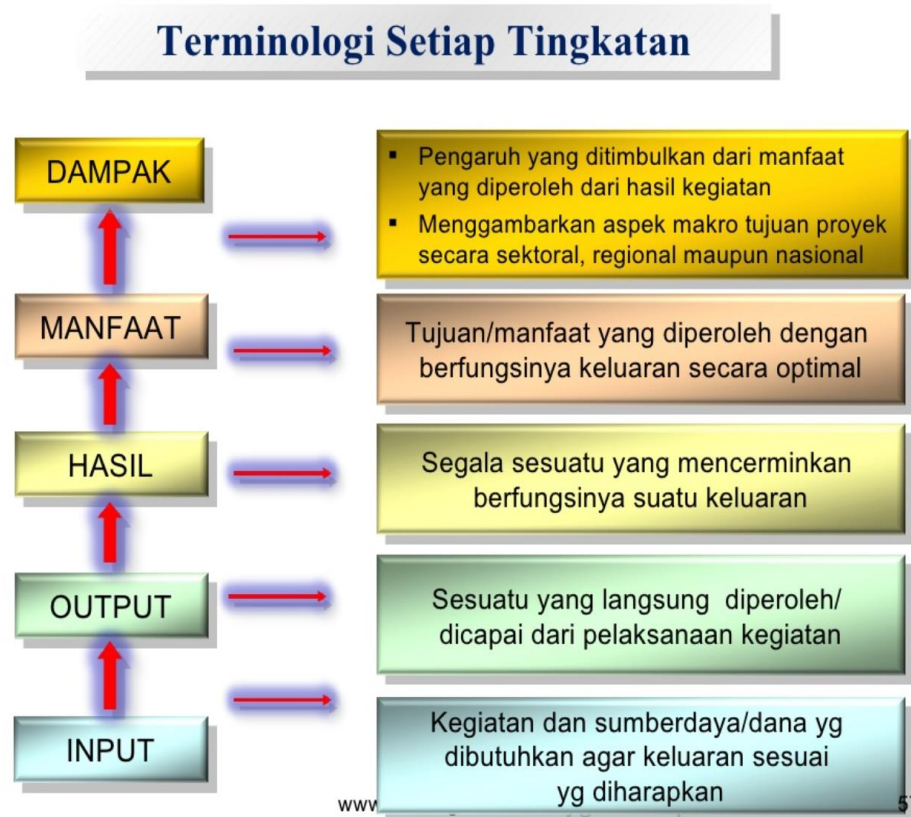 Terminologi Setiap Tingkatan
DAMPAK
▪ Pengaruh yang ditimbulkan dari manfaat
yang diperoleh dari hasil kegiatan
▪ Menggambarkan aspek makro tujuan proyek
secara sektoral, regional maupun nasional
MANFAAT
Tujuan/manfaat yang diperoleh dengan
berfungsinya keluaran secara optimal
HASIL
Segala sesuatu yang mencerminkan
berfungsinya suatu keluaran
OUTPUT
Sesuatu yang langsung diperoleh/
dicapai dari pelaksanaan kegiatan
INPUT
Kegiatan dan sumberdaya/dana yg
dibutuhkan agar keluaran sesuai
yg diharapkan